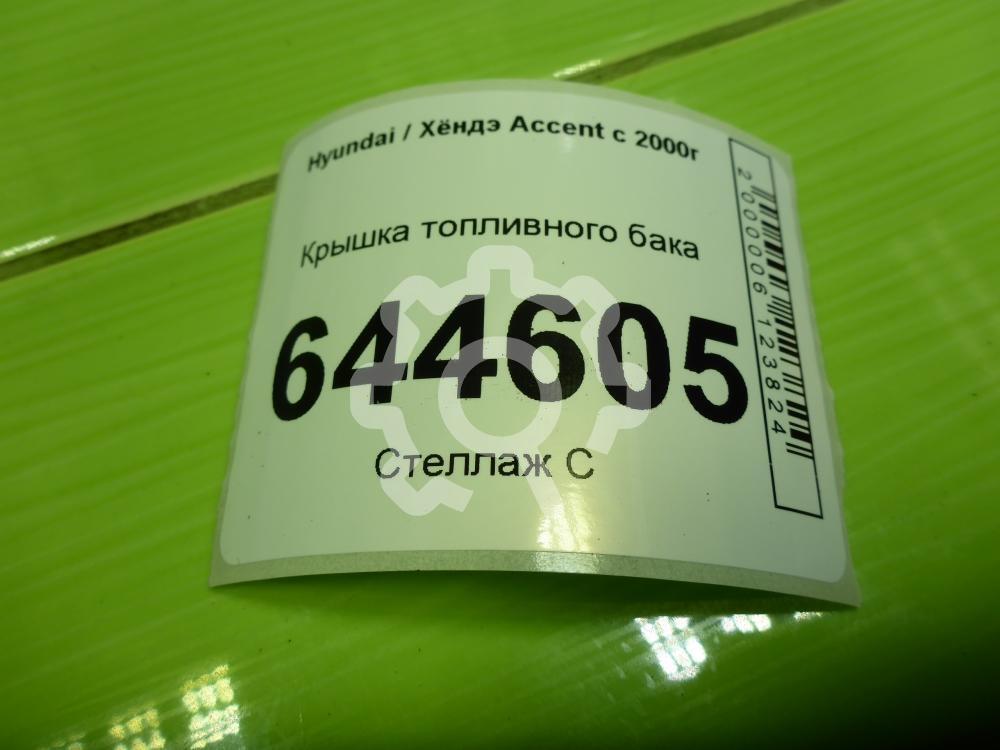 Hyundai / Хёндэ Accent с 2000г
Крышка топливного бака
644605
Стеллаж С
2000006123824